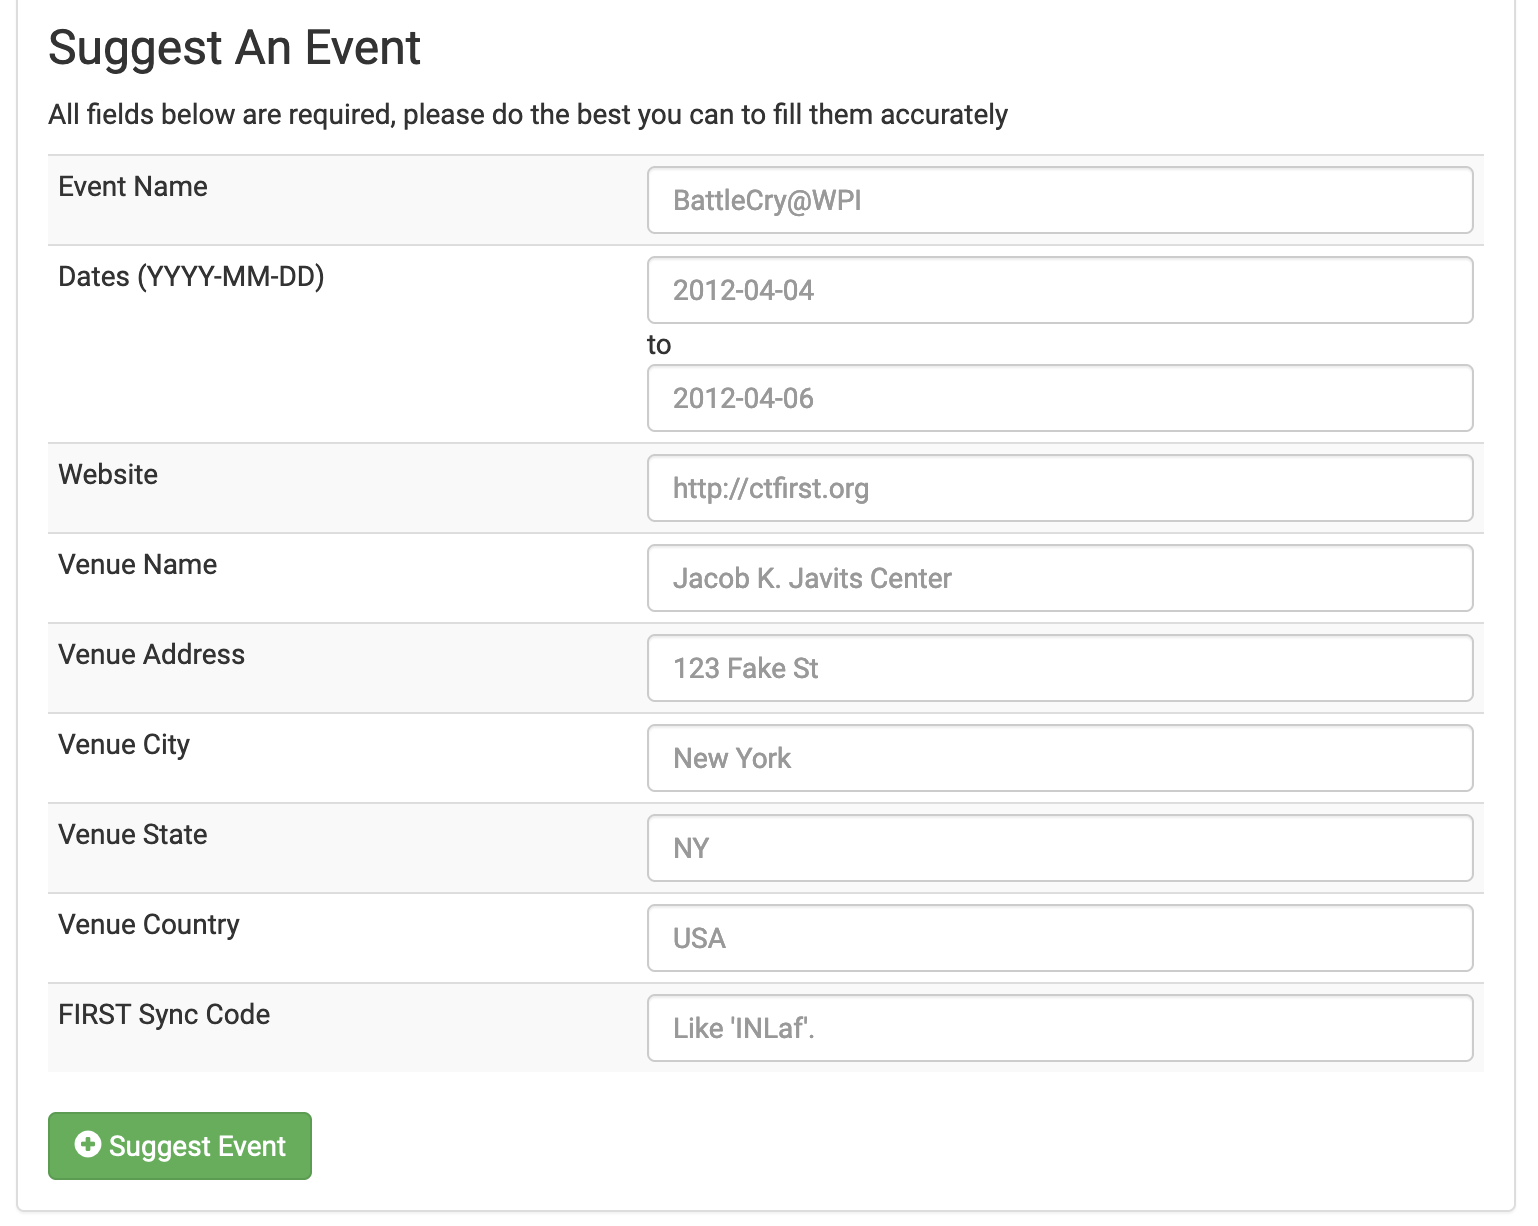 Suggest An Event
All fields below are required, please do the best you can to fill them accurately
Event Name
BattleCry@WPI
Dates (YYYY-MM-DD)
2012-04-04
to
2012-04-06
Website
http://ctfirst.org
Venue Name
Jacob K. Javits Center
Venue Address
123 Fake St
Venue City
New York
Venue State
NY
Venue Country
USA
FIRST Sync Code
Like 'INLaf'.
Suggest Event